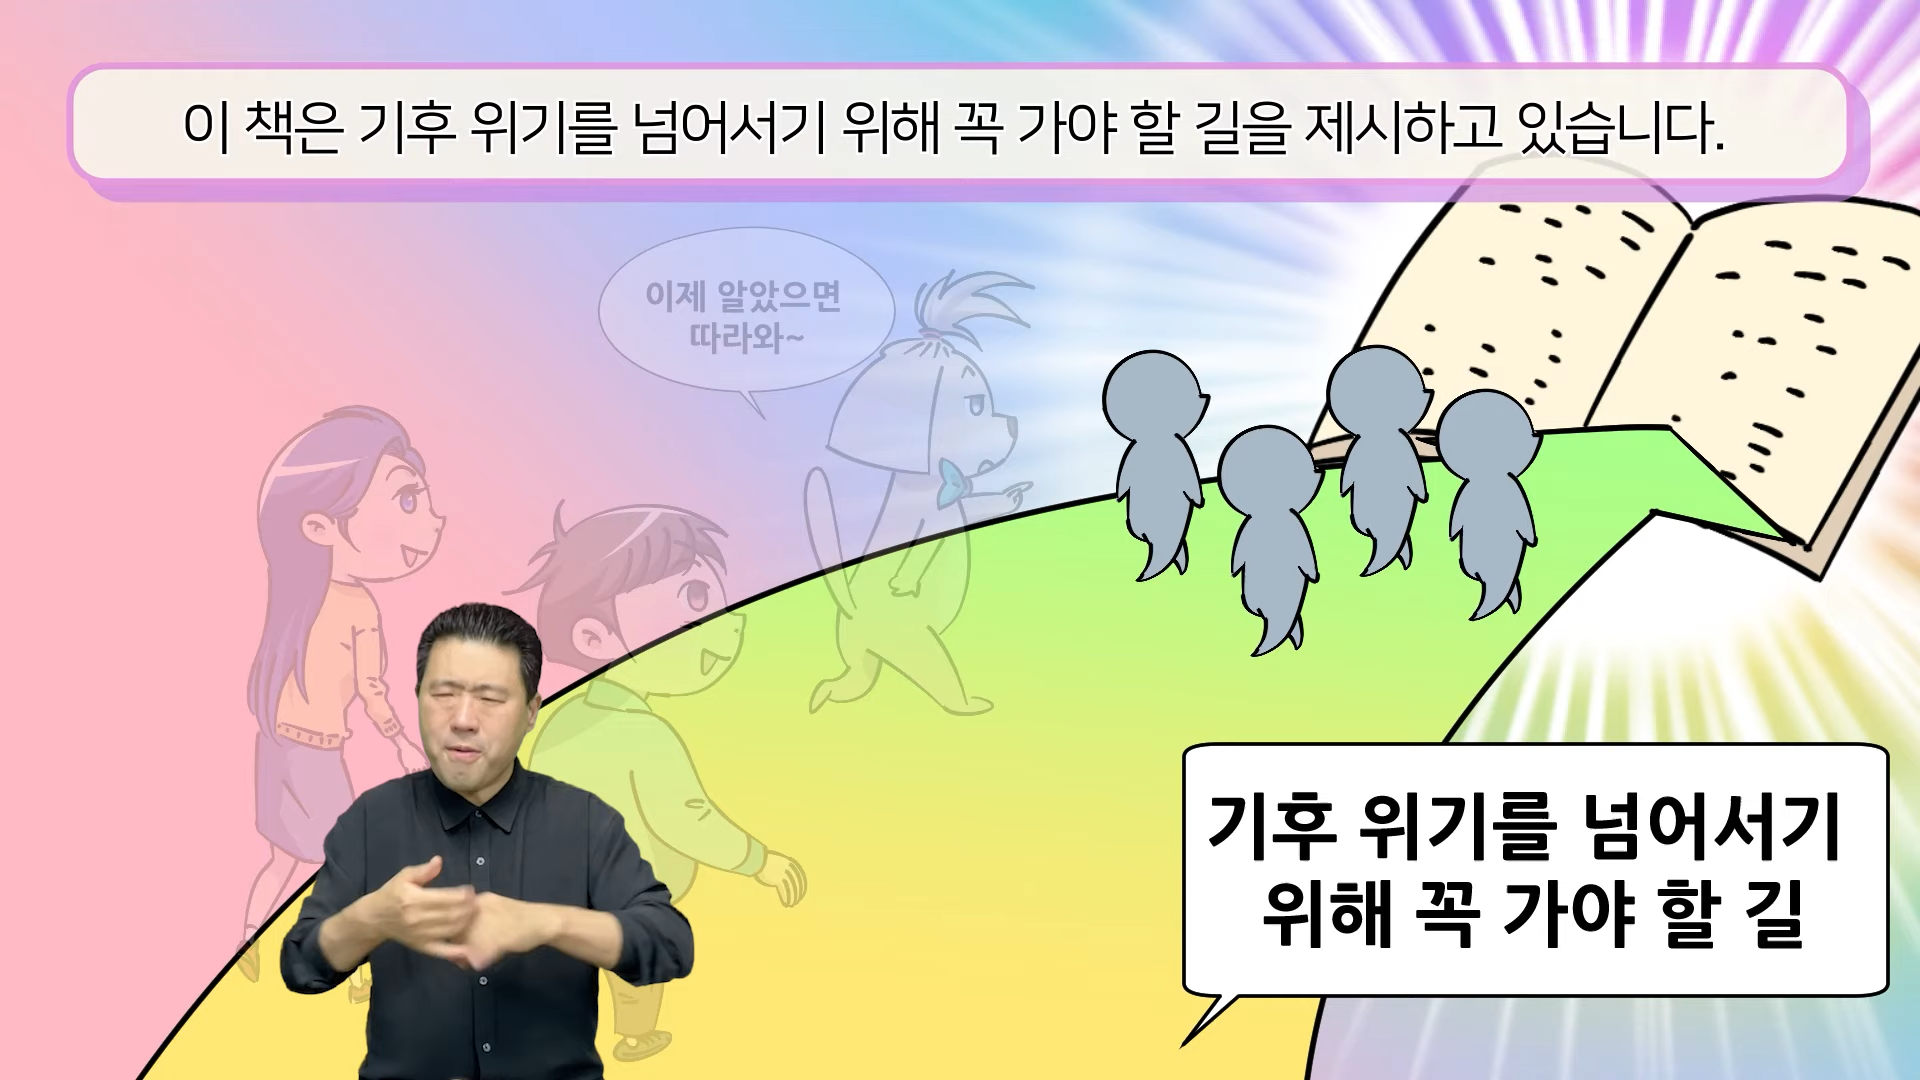 이 책은 기후 위기를 넘어서기 위해 꼭 가야 할 길을 제시하고 있습니다.
이제 알았으면
따라와~
기후 위기를 넘어서기
위해 꼭 가야 할 길